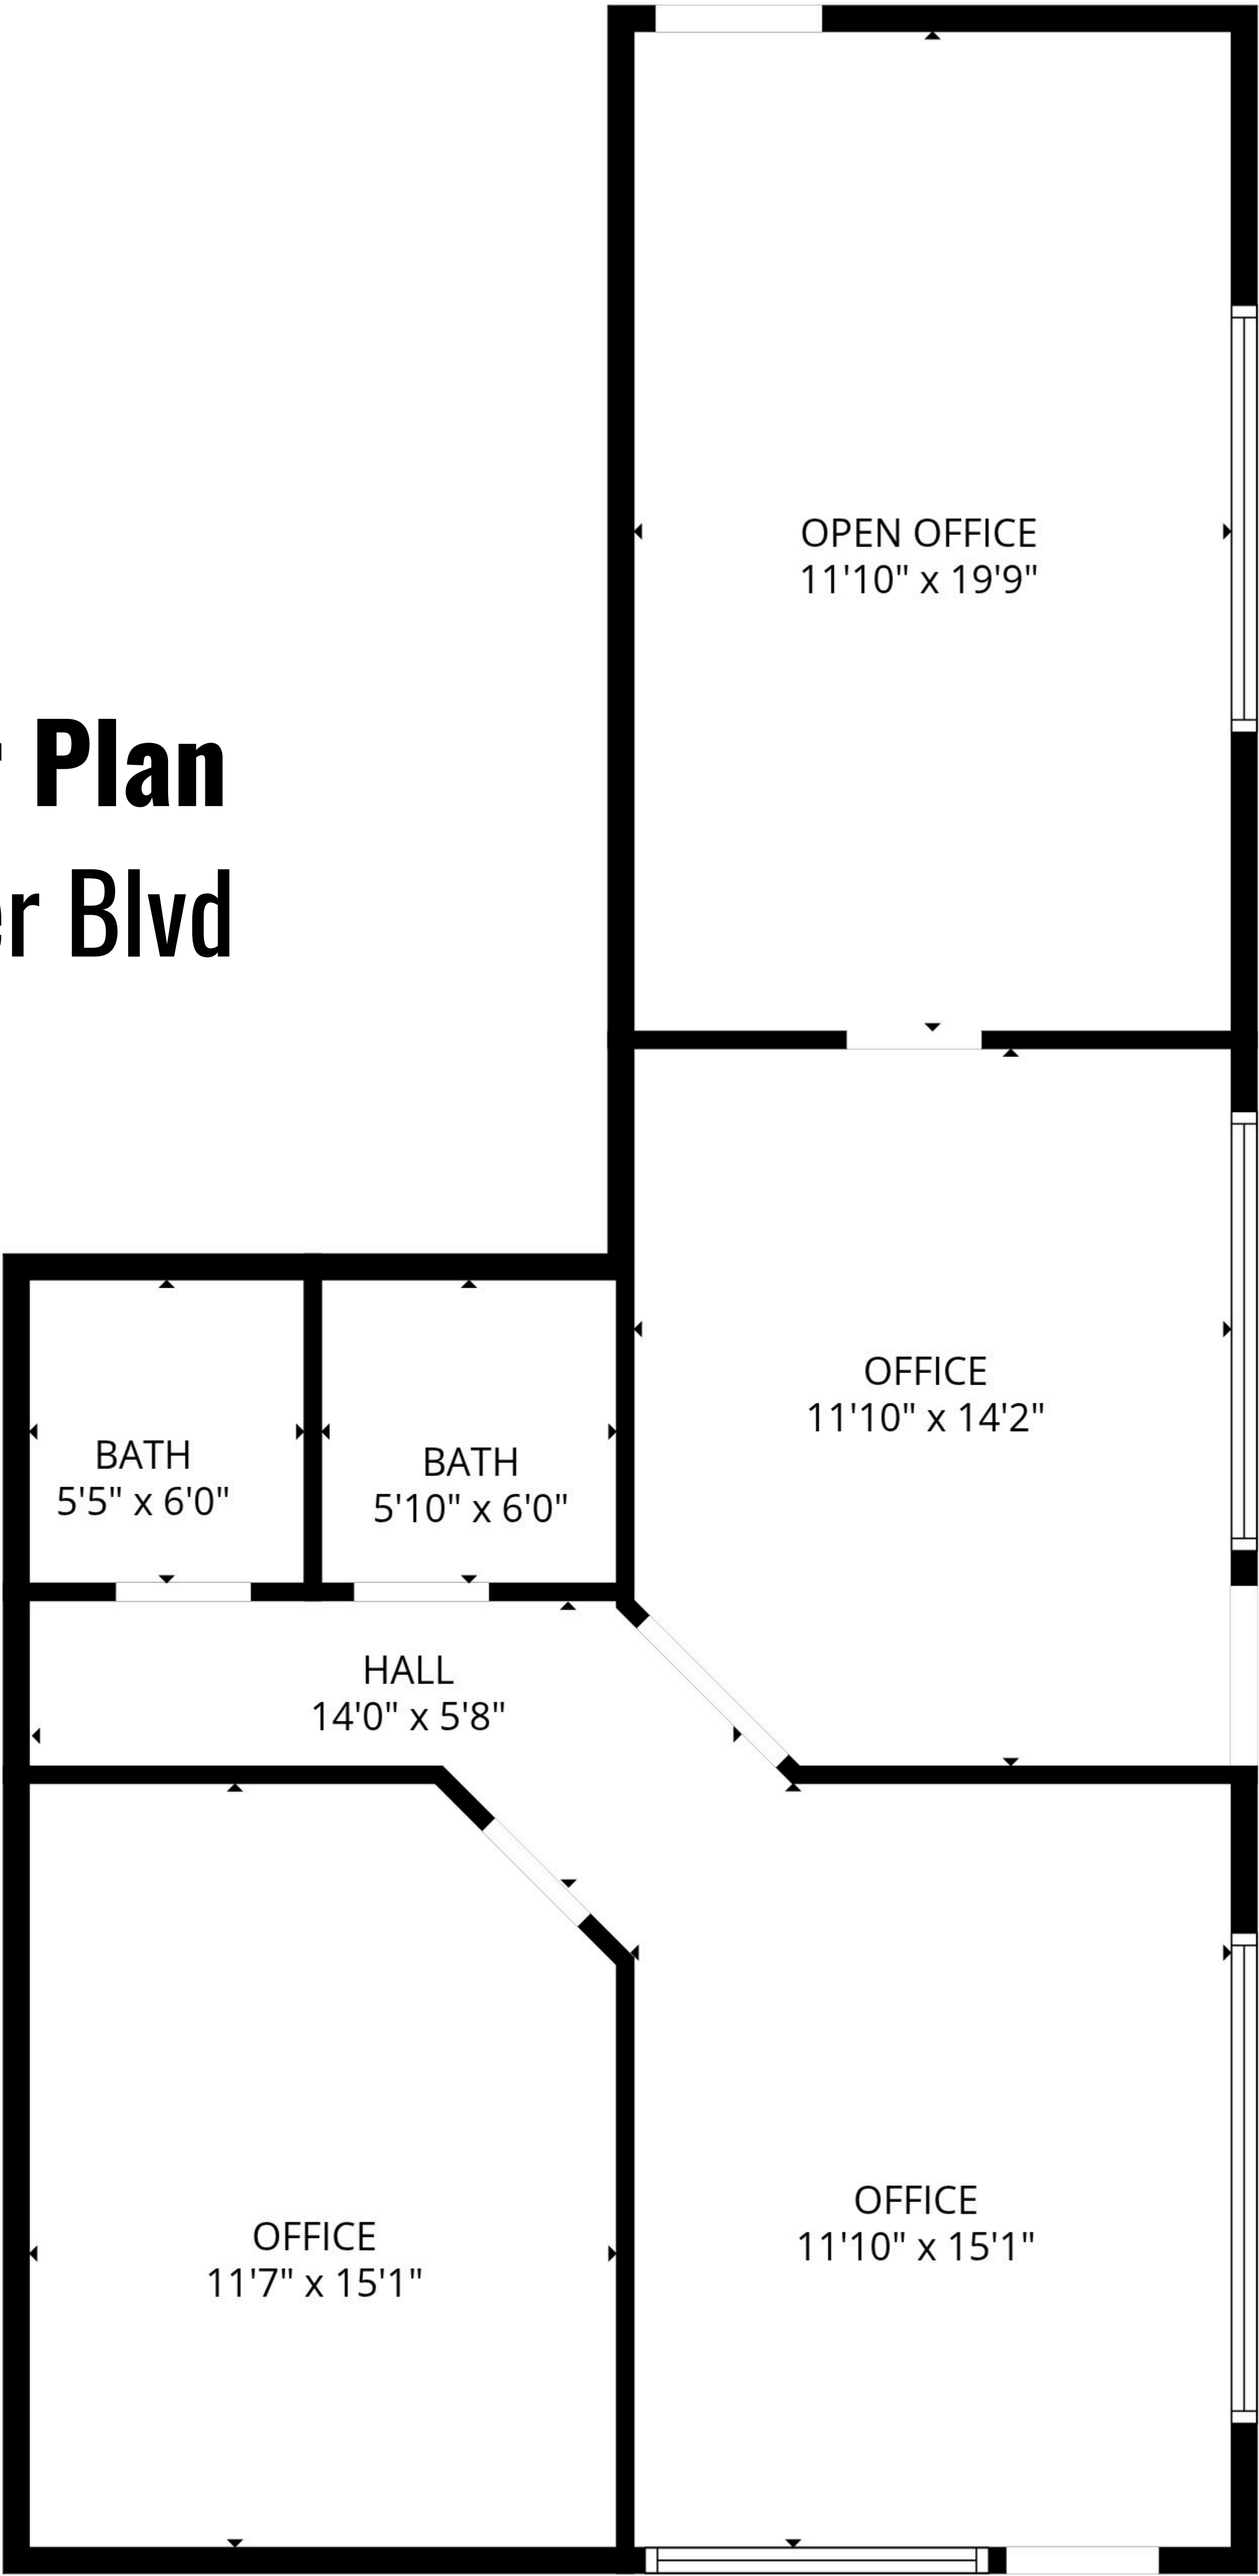 OPEN OFFICE
11'10" x 19'9"
Plan
Blvd
OFFICE
11'10" x 14'2"
BATH
5'5" x 6'0"
BATH
5'10" x 6'0"
HALL
14'0" x 5'8"
OFFICE
11'10" x 15'1"
OFFICE
11'7" x 15'1"